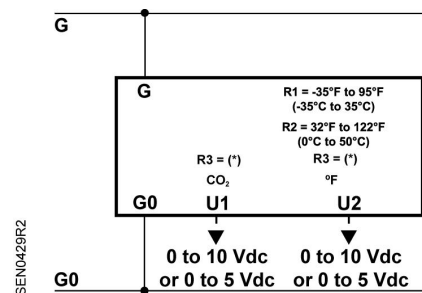 G
G
R1 = -35°F to 95°F
(-35°C to 35°C)
R2 = 32°F to 122°F
(0°C to 50°C)
R3 = (*)
R3 = (*)
CO₂
ºF
G0
U1
U2
0 to 10 Vdc
or 0 to 5 Vdc
0 to 10 Vdc
or 0 to 5 Vdc
G0
SEN0429R2